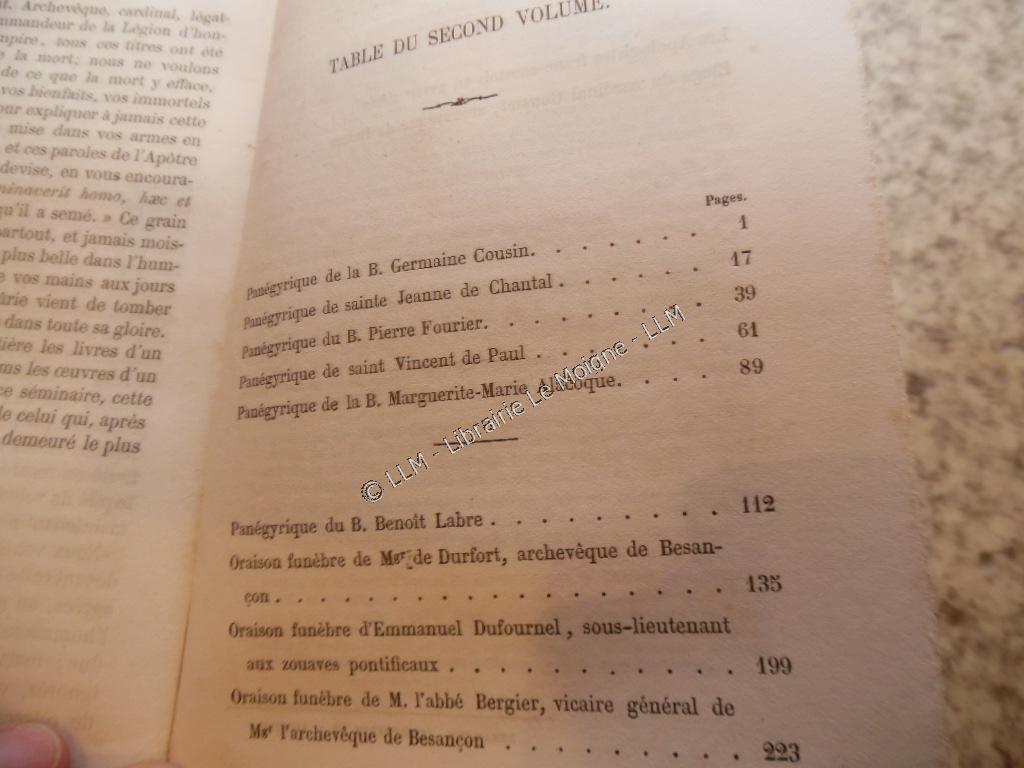 Archevêque, cardinal, légat-
mmandeur de la Légion d'hon-
mpire, tous ces titres ont été
la mort; nous ne voulons
de ce que la mort y efface,
vos bienfaits, vos immortels
our expliquer à jamais cette
mise dans vos armes en
et ces paroles de l'Apôtre
devise, en vous encoura-
minaverit homo, hæc et
qu'il a semé. » Ce grain
partout, et jamais mois-
plus belle dans l'hum-
e vos mains aux jours
ûrie vient de tomber
dans toute sa gloire.
tière les livres d'un
ms les œuvres d'un
ce séminaire, cette
le celui qui, après
demeuré le plus
TABLE DU SECOND VOLUME.
Pages.
Panégyrique de la B. Germaine Cousin. . . . . . . 1
Panégyrique de sainte Jeanne de Chantal . . . . . . 17
Panégyrique du B. Pierre Fourier. . . . . . . . . 39
Panégyrique de saint Vincent de Paul . . . . . . . 61
Panégyrique de la B. Marguerite-Marie Alacoque. . . . . 89
© LLM - Librairie Le Moigne - LLM
Panégyrique du B. Benoît Labre . . . . . . . . . 112
Oraison funèbre de Mgr de Durfort, archevêque de Besan-
çon . . . . . . . . . . . . . . . . . 135
Oraison funèbre d'Emmanuel Dufournel, sous-lieutenant
aux zouaves pontificaux . . . . . . . . . . . 199
Oraison funèbre de M. l'abbé Bergier, vicaire général de
Mgr l'archevêque de Besançon . . . . . . . . . 223